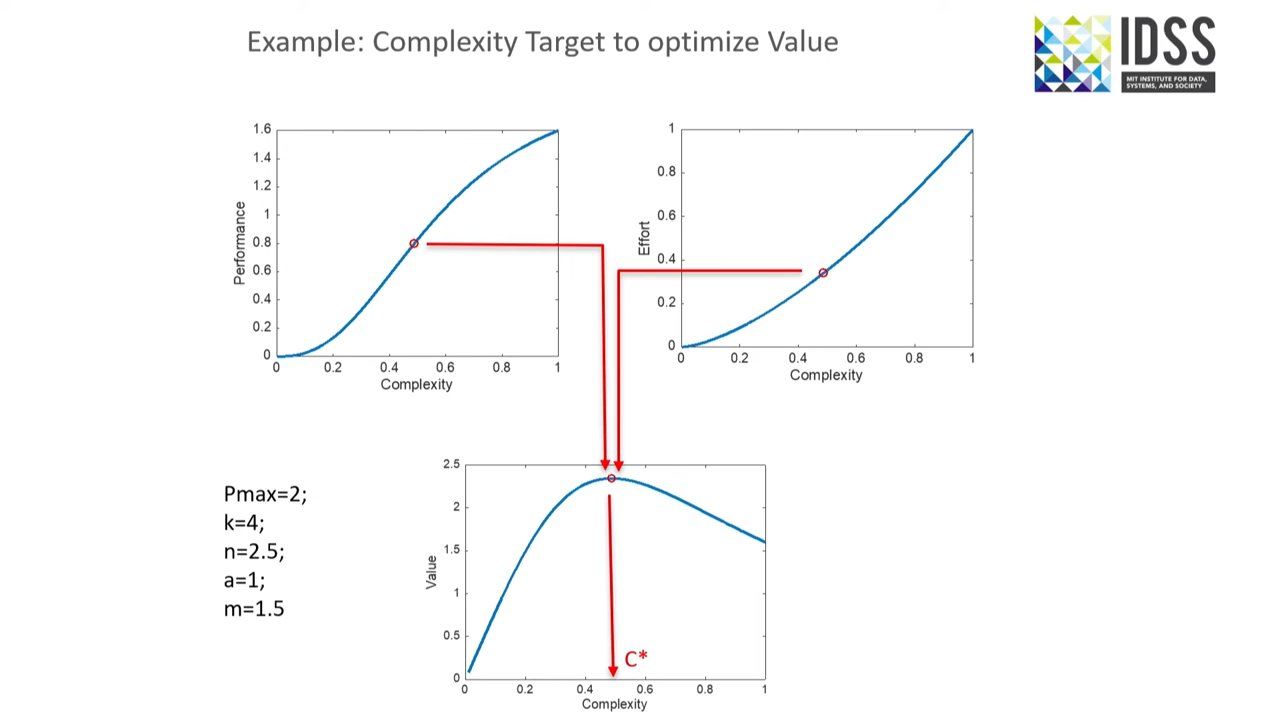 Example: Complexity Target to optimize Value
IDSS
MIT INSTITUTE FOR DATA,
SYSTEMS, AND SOCIETY
1.6
1.4
1.2
1
0.8
0.6
0.4
0.2
0
Performance
0 0.2 0.4 0.6 0.8 1
Complexity
1
0.8
0.6
0.4
0.2
0
Effort
0 0.2 0.4 0.6 0.8 1
Complexity
Pmax=2;
k=4;
n=2.5;
a=1;
m=1.5
2.5
2
1.5
1
0.5
0
Value
C*
0 0.2 0.4 0.6 0.8 1
Complexity